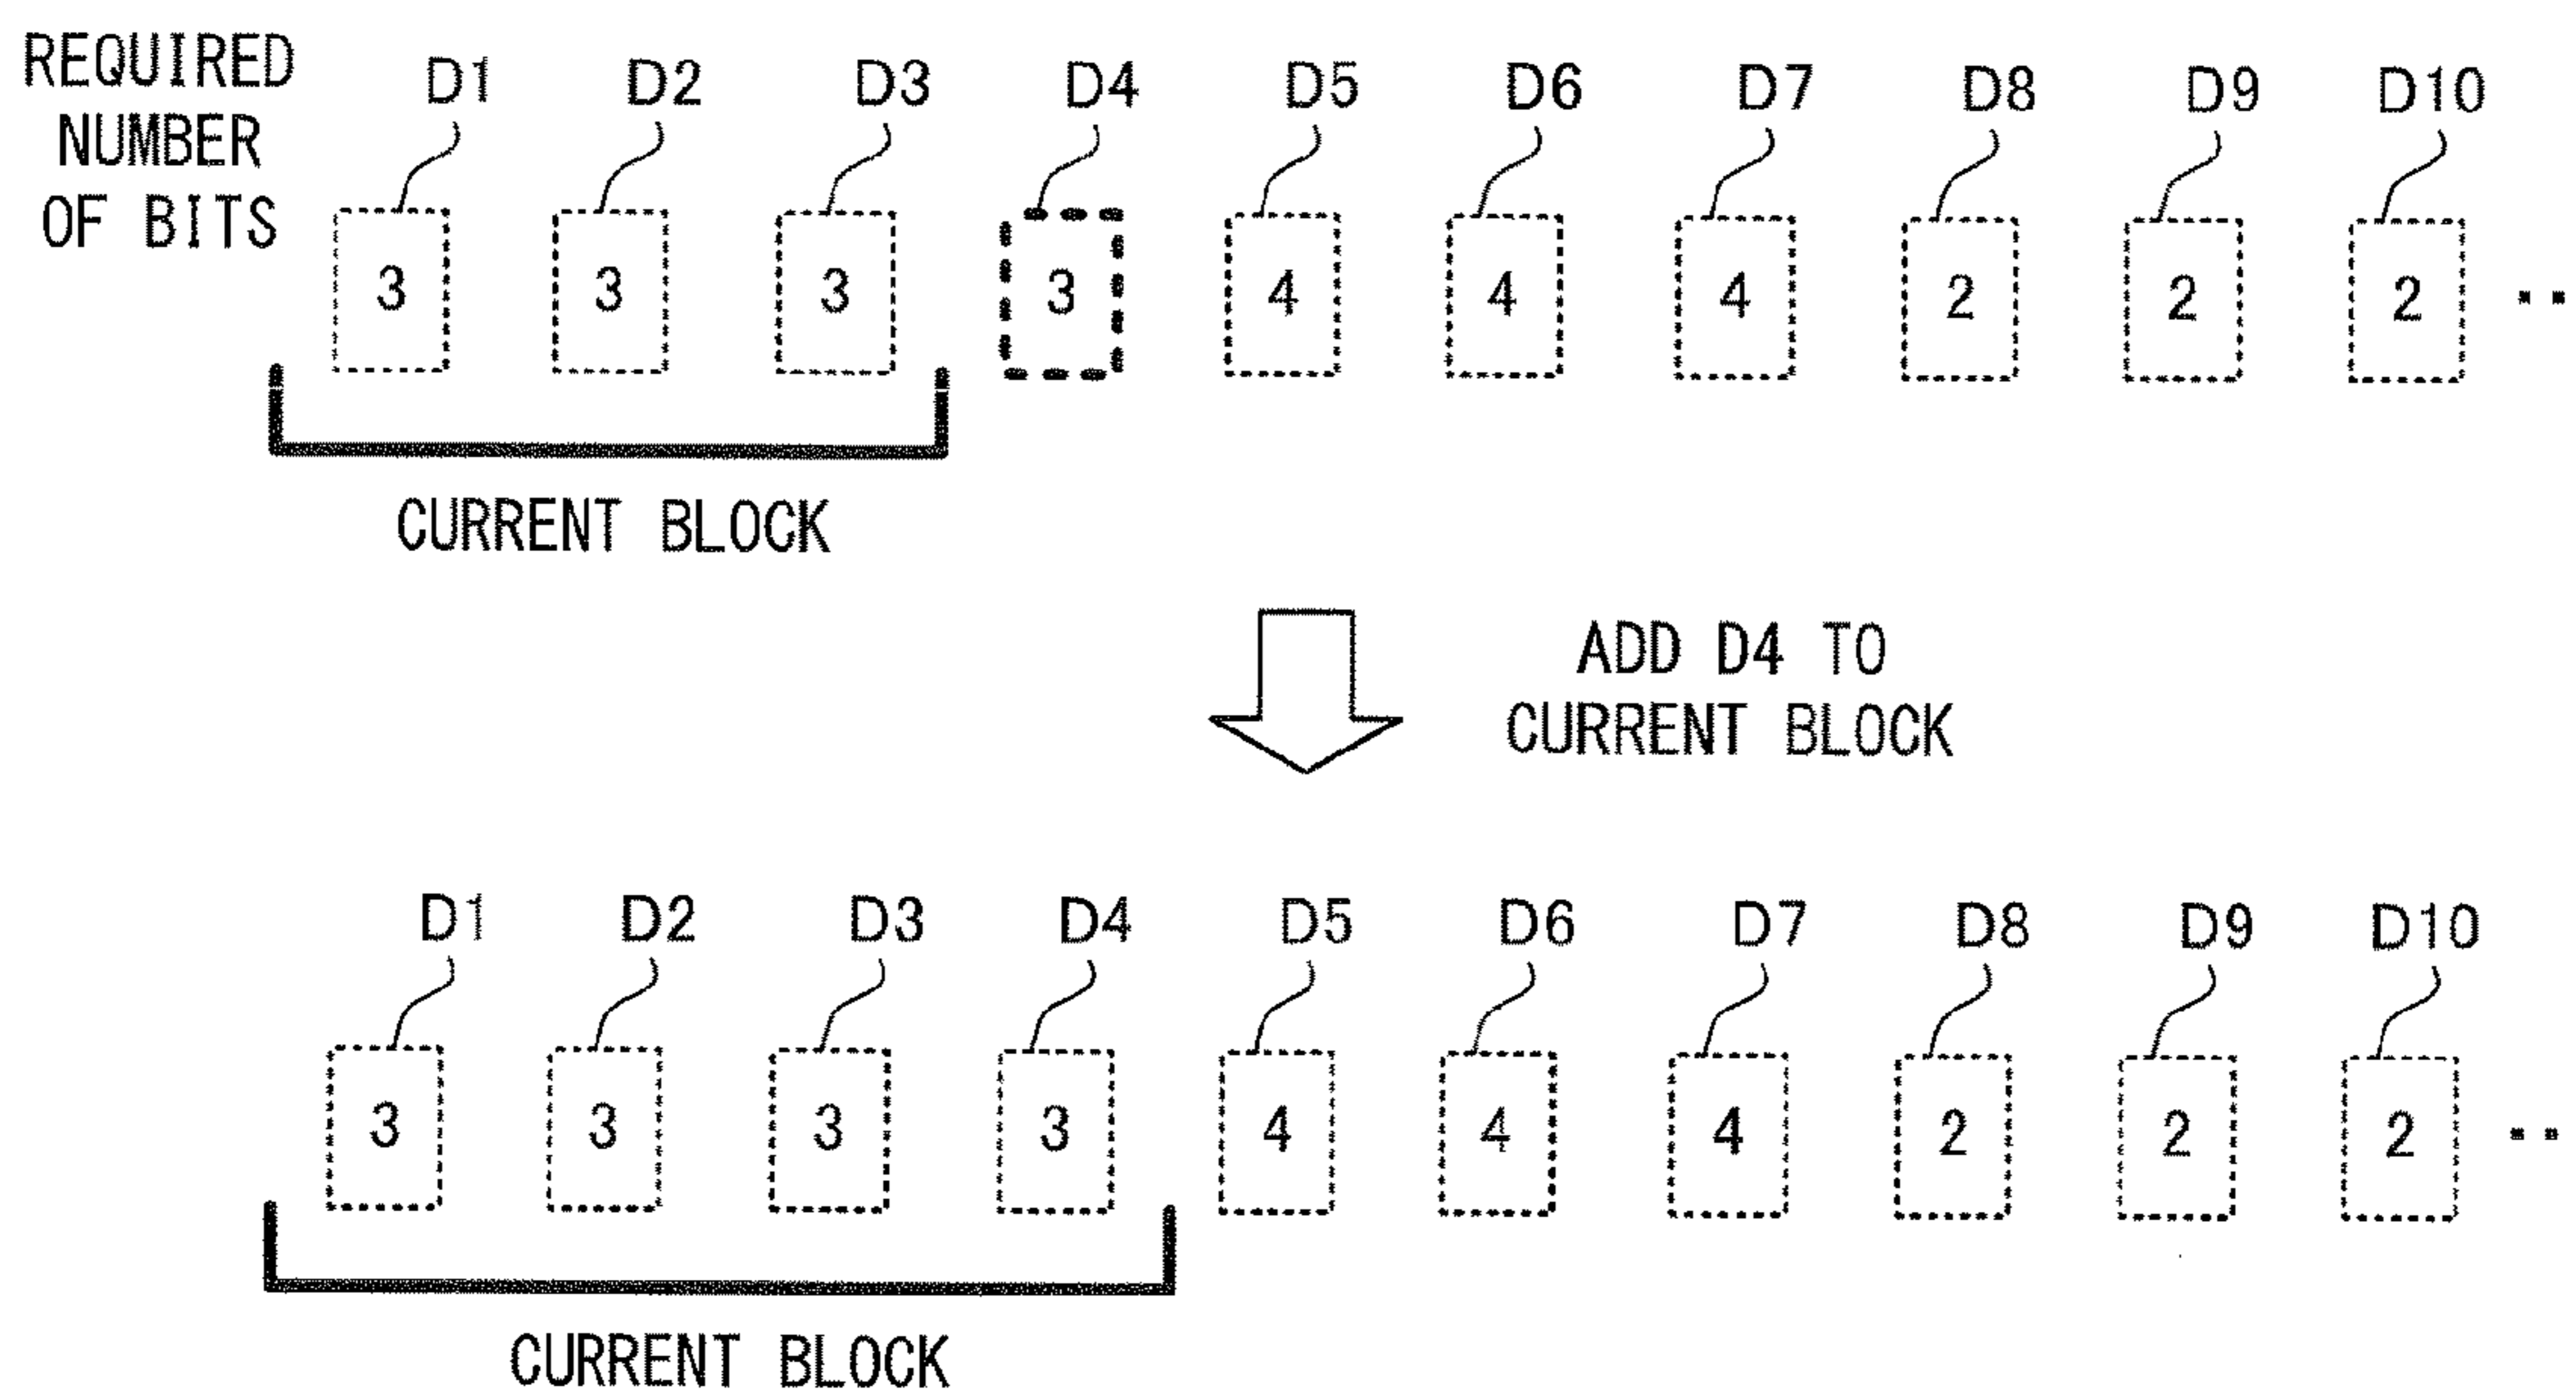 REQUIRED
NUMBER
OF BITS
D1 D2 D3 D4 D5 D6 D7 D8 D9 D10
3 3 3 3 4 4 4 2 2 2 ..
CURRENT BLOCK
ADD D4 TO
CURRENT BLOCK
D1 D2 D3 D4 D5 D6 D7 D8 D9 D10
3 3 3 3 4 4 4 2 2 2 ..
CURRENT BLOCK